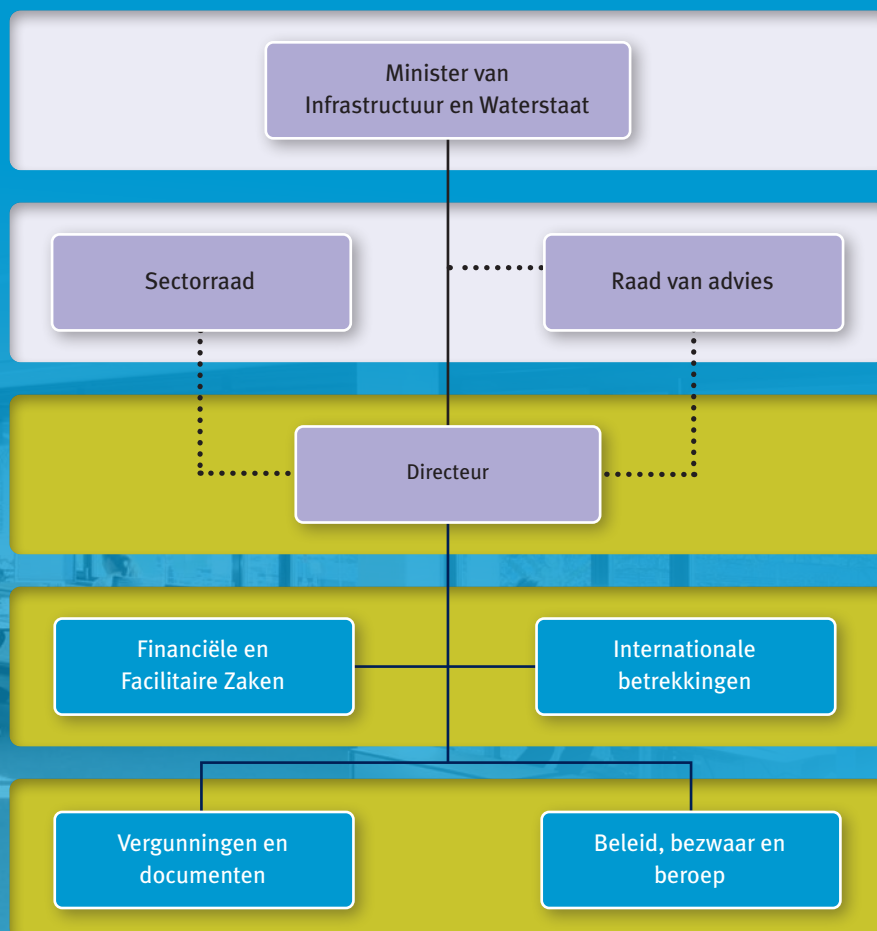 Minister van
Infrastructuur en Waterstaat
Sectorraad
Raad van advies
Directeur
Financiële en
Facilitaire Zaken
Internationale
betrekkingen
Vergunningen en
documenten
Beleid, bezwaar en
beroep